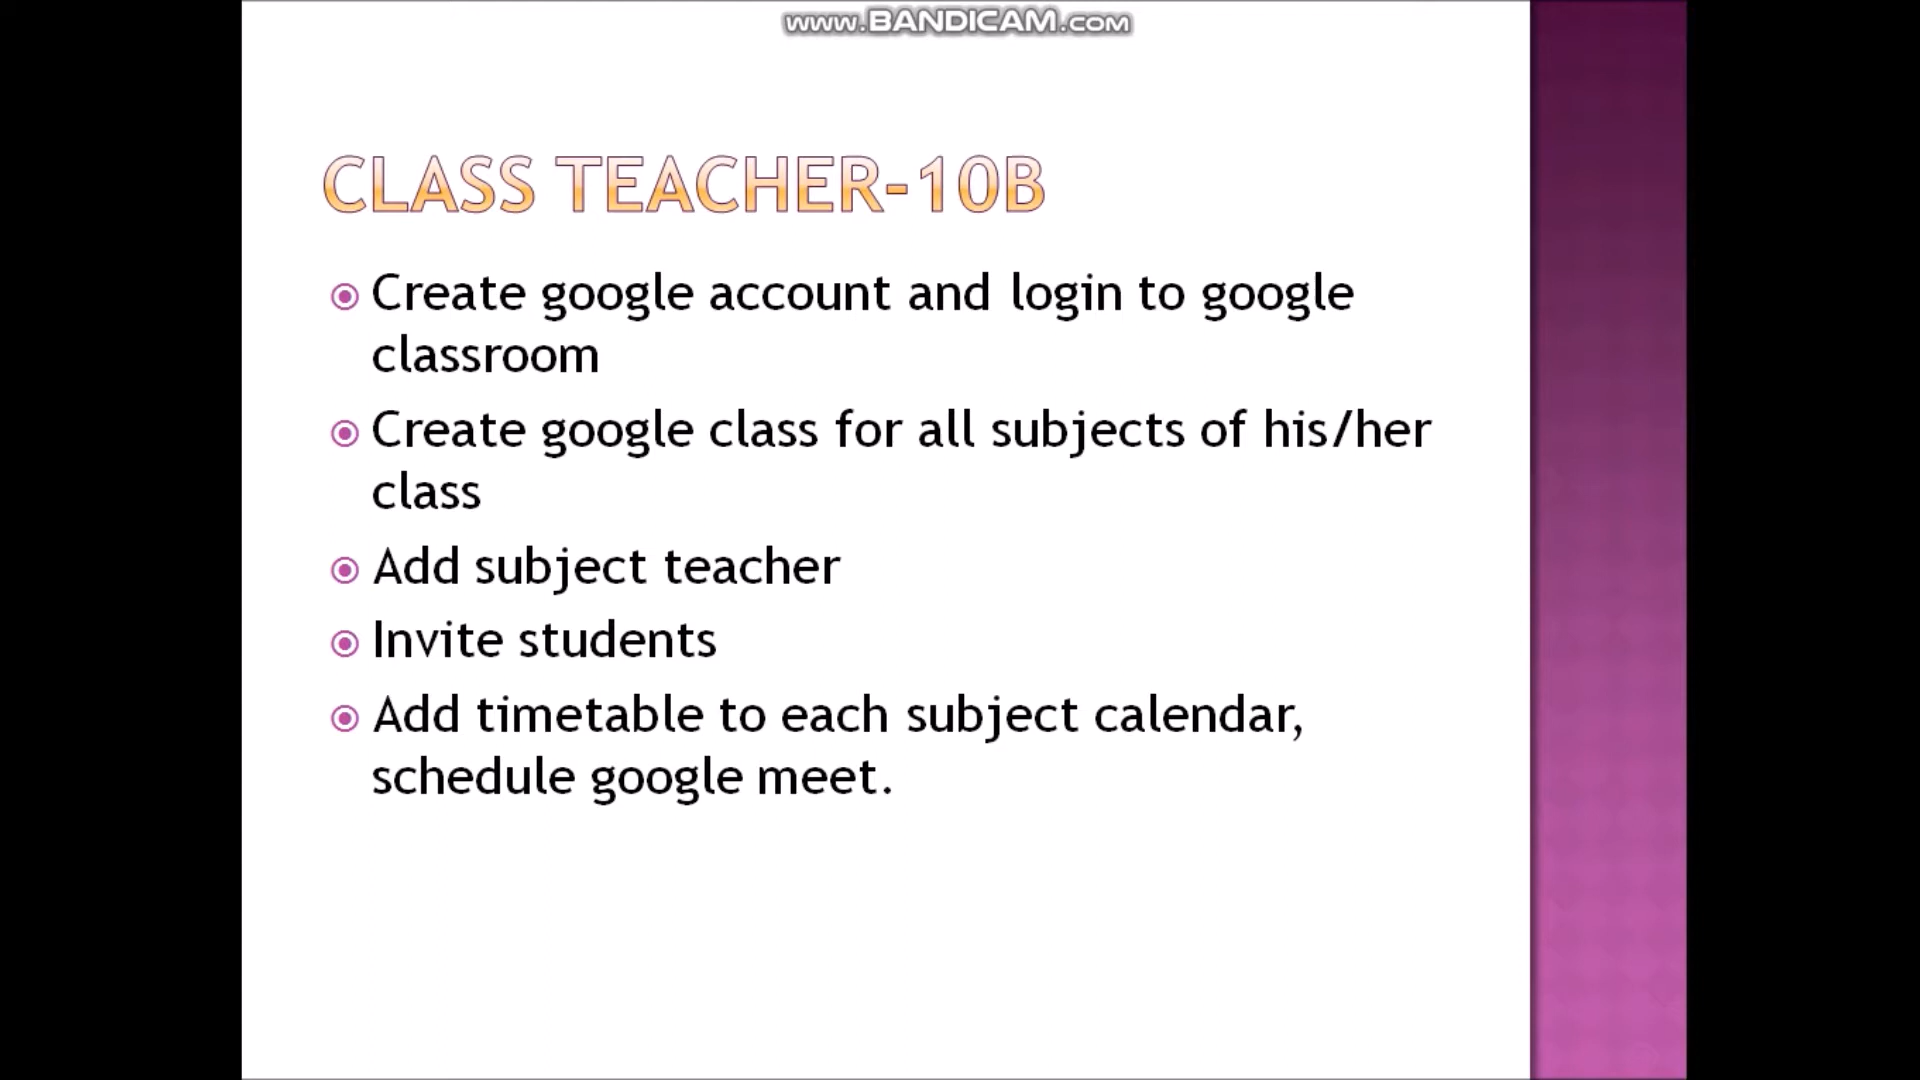 www.BANDICAM.com
CLASS TEACHER-10B
Create google account and login to google
classroom
Create google class for all subjects of his/her
class
Add subject teacher
Invite students
Add timetable to each subject calendar,
schedule google meet.